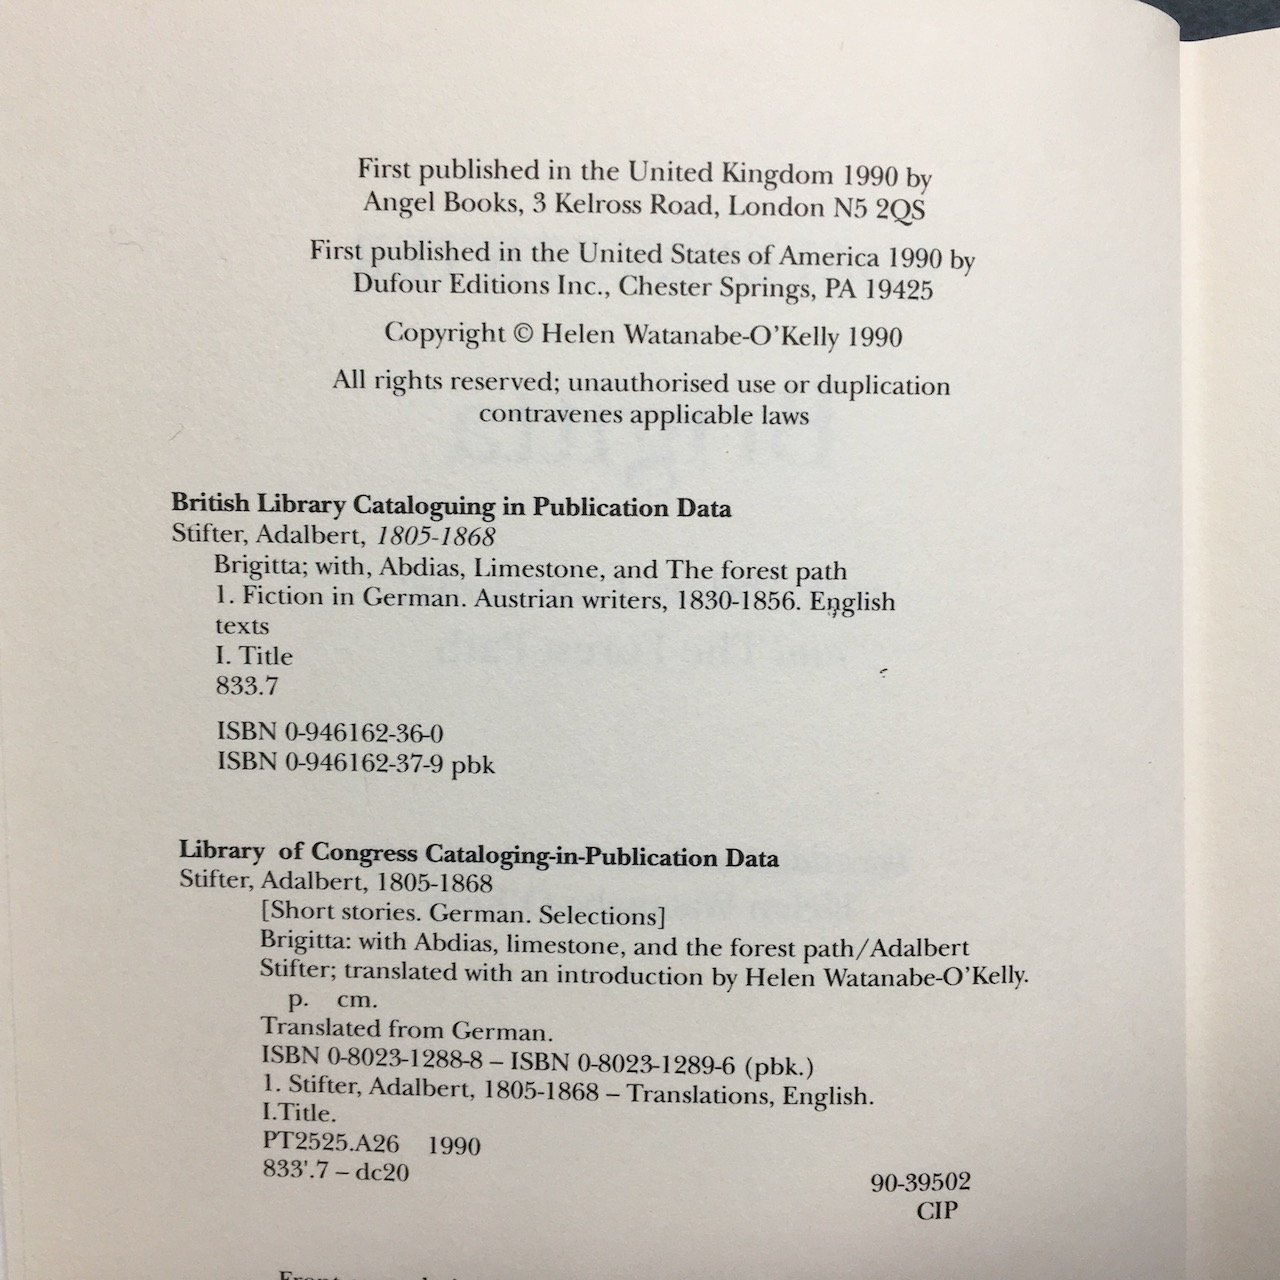 First published in the United Kingdom 1990 by
Angel Books, 3 Kelross Road, London N5 2QS
First published in the United States of America 1990 by
Dufour Editions Inc., Chester Springs, PA 19425
Copyright © Helen Watanabe-O'Kelly 1990
All rights reserved; unauthorised use or duplication
contravenes applicable laws
British Library Cataloguing in Publication Data
Stifter, Adalbert, 1805-1868
Brigitta; with, Abdias, Limestone, and The forest path
1. Fiction in German. Austrian writers, 1830-1856. English
texts
I. Title
833.7
ISBN 0-946162-36-0
ISBN 0-946162-37-9 pbk
Library of Congress Cataloging-in-Publication Data
Stifter, Adalbert, 1805-1868
[Short stories. German. Selections]
Brigitta: with Abdias, limestone, and the forest path/Adalbert
Stifter; translated with an introduction by Helen Watanabe-O'Kelly.
p. cm.
Translated from German.
ISBN 0-8023-1288-8 – ISBN 0-8023-1289-6 (pbk.)
1. Stifter, Adalbert, 1805-1868 – Translations, English.
I.Title.
PT2525.A26 1990
833'.7 – dc20
90-39502
CIP